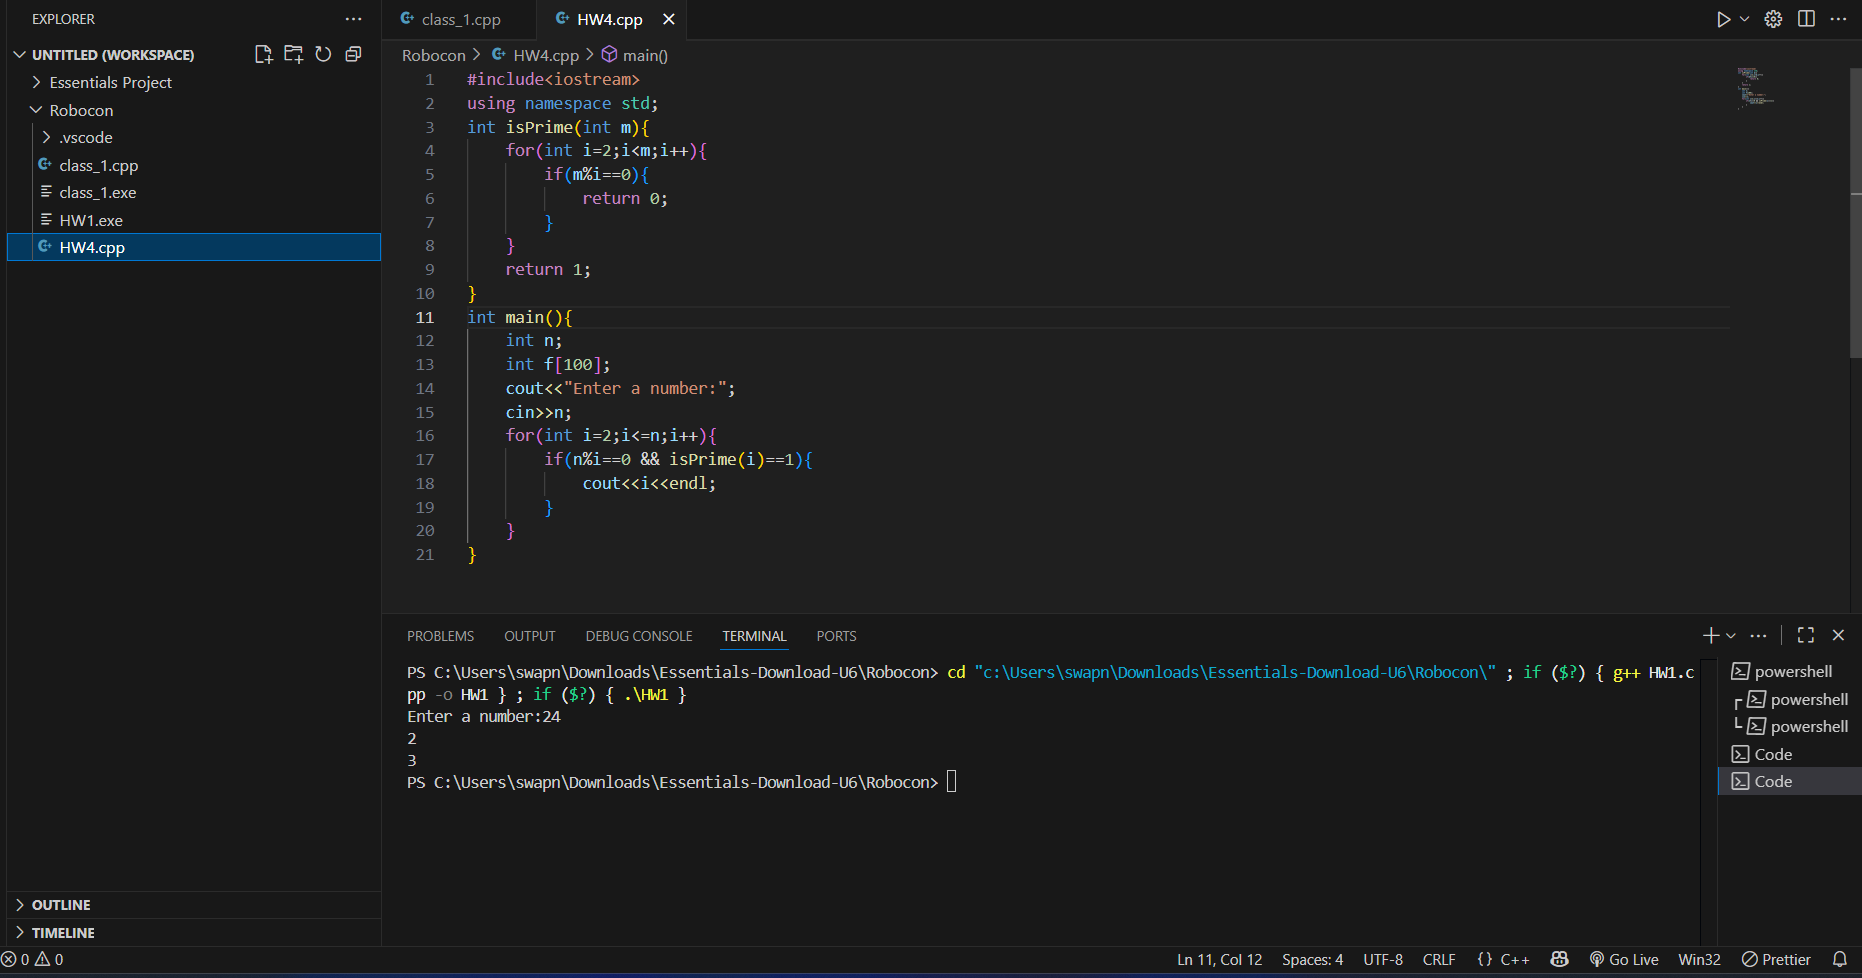 EXPLORER
UNTITLED (WORKSPACE)
Essentials Project
Robocon
.vscode
class_1.cpp
class_1.exe
HW1.exe
HW4.cpp
OUTLINE
TIMELINE
class_1.cpp
HW4.cpp
Robocon > HW4.cpp > main()
1 #include<iostream>
2 using namespace std;
3 int isPrime(int m){
4 for(int i=2;i<m;i++){
5 if(m%i==0){
6 return 0;
7 }
8 }
9 return 1;
10 }
11 int main(){
12 int n;
13 int f[100];
14 cout<<"Enter a number:";
15 cin>>n;
16 for(int i=2;i<=n;i++){
17 if(n%i==0 && isPrime(i)==1){
18 cout<<i<<endl;
19 }
20 }
21 }
PROBLEMS OUTPUT DEBUG CONSOLE TERMINAL PORTS
PS C:\Users\swapn\Downloads\Essentials-Download-U6\Robocon> cd "c:\Users\swapn\Downloads\Essentials-Download-U6\Robocon\" ; if ($?) { g++ HW1.c
pp -o HW1 } ; if ($?) { .\HW1 }
Enter a number:24
2
3
PS C:\Users\swapn\Downloads\Essentials-Download-U6\Robocon>
powershell
powershell
powershell
Code
Code
0 0 Ln 11, Col 12 Spaces: 4 UTF-8 CRLF {} C++ Go Live Win32 Prettier